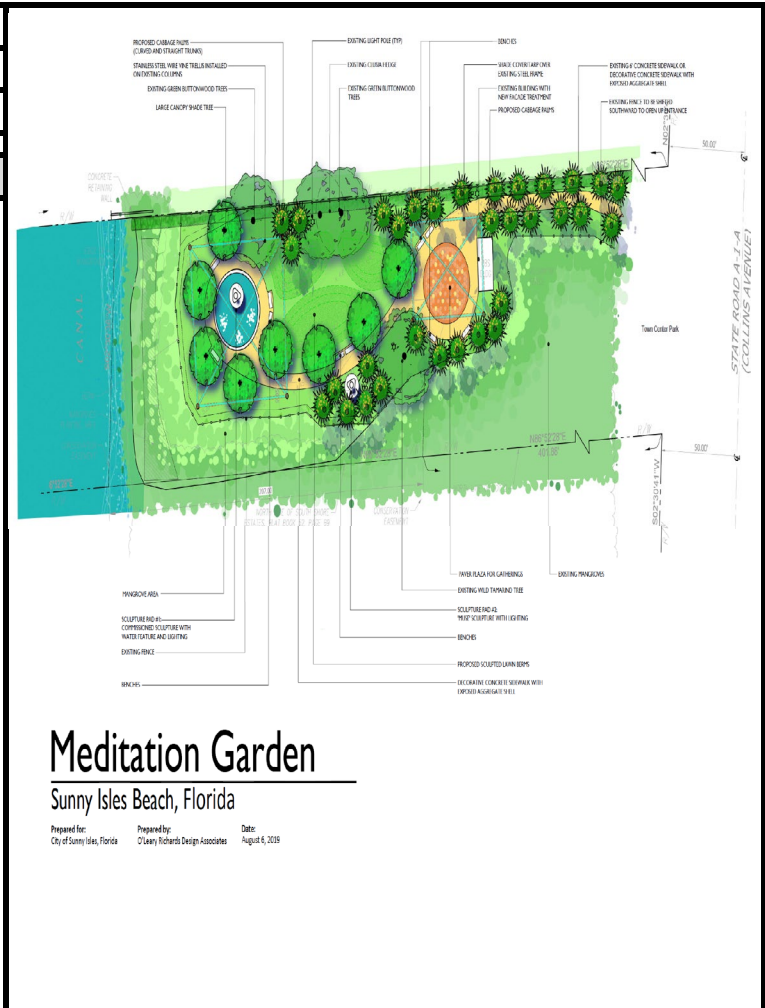 PROPOSED CABBAGE PALMS
(CURVED AND STRAIGHT TRUNKS)
STAINLESS STEEL WIRE VINE TRELLIS INSTALLED
ON EXISTING COLUMNS
EXISTING GREEN BUTTONWOOD TREES
LARGE CANOPY SHADE TREE
EXISTING LIGHT POLE (TYP)
EXISTING CLUSIA HEDGE
EXISTING GREEN BUTTONWOOD
TREES
BENCHES
SHADE COVER/TARP OVER
EXISTING STEEL FRAME
EXISTING BUILDING WITH
NEW FACADE TREATMENT
PROPOSED CABBAGE PALMS
EXISTING 6' CONCRETE SIDEWALK OR
DECORATIVE CONCRETE SIDEWALK WITH
EXPOSED AGGREGATE SHELL
EXISTING FENCE TO BE SHIFTED
SOUTHWARD TO OPEN UP ENTRANCE
CONCRETE
RETAINING
WALL
R/W
50.00'
CANAL
STATE ROAD A-1-A
(COLLINS AVENUE)
Town Center Park
R/W
50.00'
S02°30'41"W
R/W
CONSERVATION
EASEMENT
MANGROVE AREA
SCULPTURE PAD #1:
COMMISSIONED SCULPTURE WITH
WATER FEATURE AND LIGHTING
EXISTING FENCE
BENCHES
PAVER PLAZA FOR GATHERINGS
EXISTING MANGROVES
EXISTING WILD TAMARIND TREE
SCULPTURE PAD #2:
'MUSE' SCULPTURE WITH LIGHTING
BENCHES
PROPOSED SCULPTED LAWN BERMS
DECORATIVE CONCRETE SIDEWALK WITH
EXPOSED AGGREGATE SHELL
Meditation Garden
Sunny Isles Beach, Florida
Prepared for:
City of Sunny Isles, Florida
Prepared by:
O'Leary Richards Design Associates
Date:
August 6, 2019